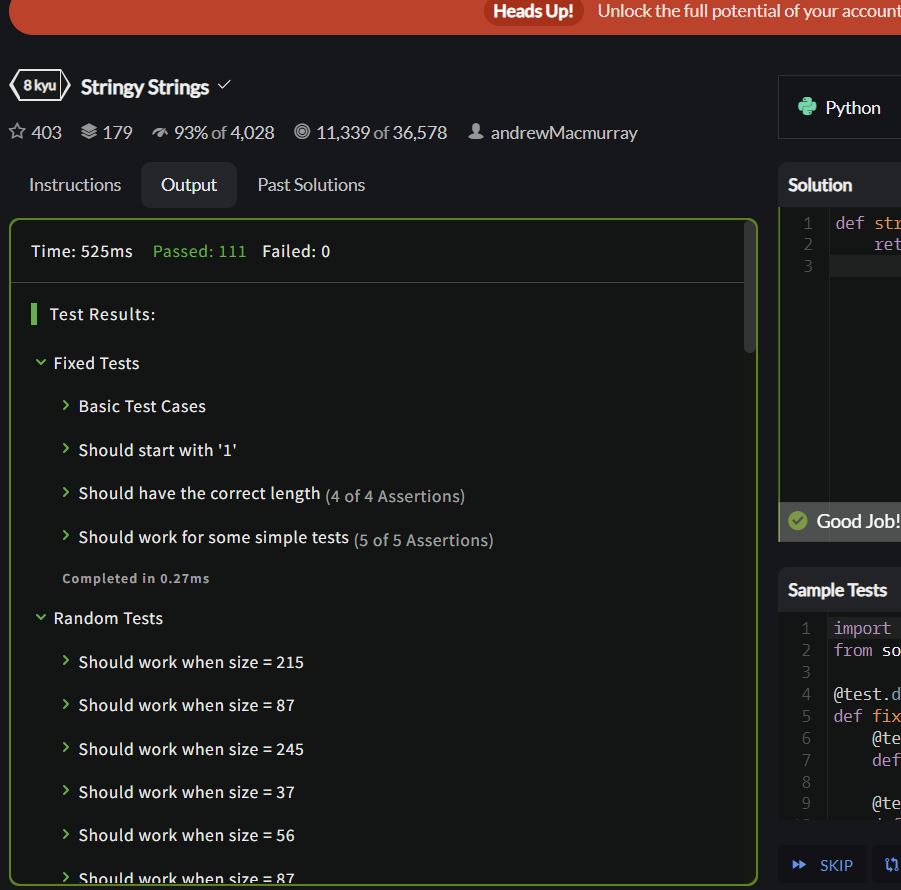 Heads Up! Unlock the full potential of your account
8 kyu Stringy Strings
403 179 93% of 4,028 11,339 of 36,578 andrewMacmurray
Python
Instructions Output Past Solutions
Time: 525ms Passed: 111 Failed: 0
Test Results:
Fixed Tests
Basic Test Cases
Should start with '1'
Should have the correct length (4 of 4 Assertions)
Should work for some simple tests (5 of 5 Assertions)
Completed in 0.27ms
Random Tests
Should work when size = 215
Should work when size = 87
Should work when size = 245
Should work when size = 37
Should work when size = 56
Should work when size = 87
Solution
1 def str
2 ret
3
Good Job!
Sample Tests
1 import
2 from so
3
4 @test.d
5 def fix
6 @te
7 def
8
9 @te
SKIP